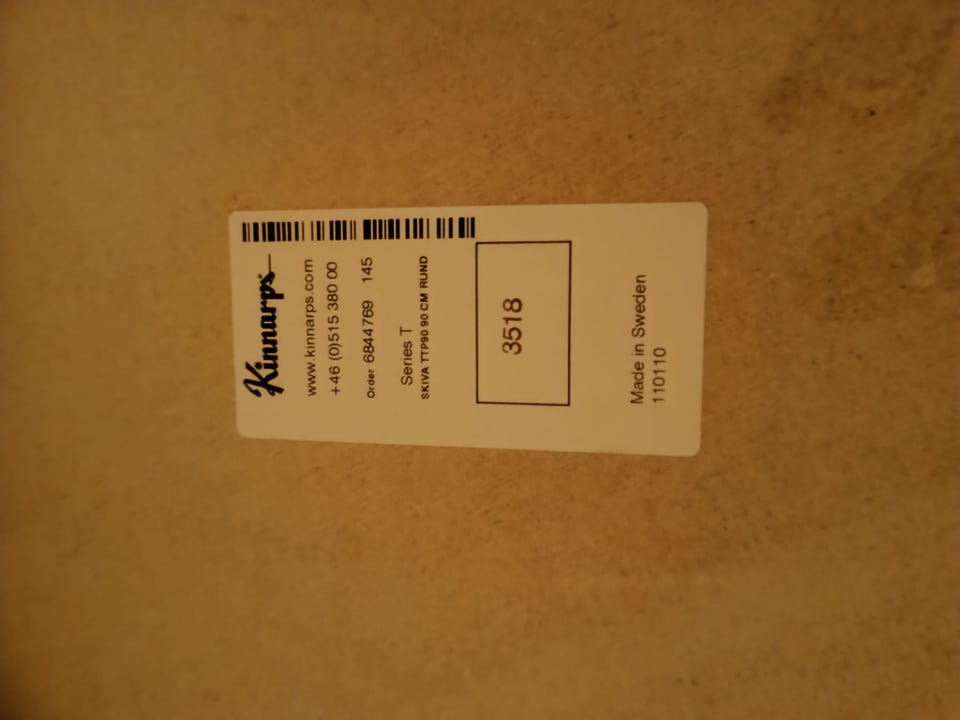 Kinnarps
www.kinnarps.com
+46 (0)515 380 00
Order 6844769 145
Series T
SKIVA TTP90 90 CM RUND
3518
Made in Sweden
110110